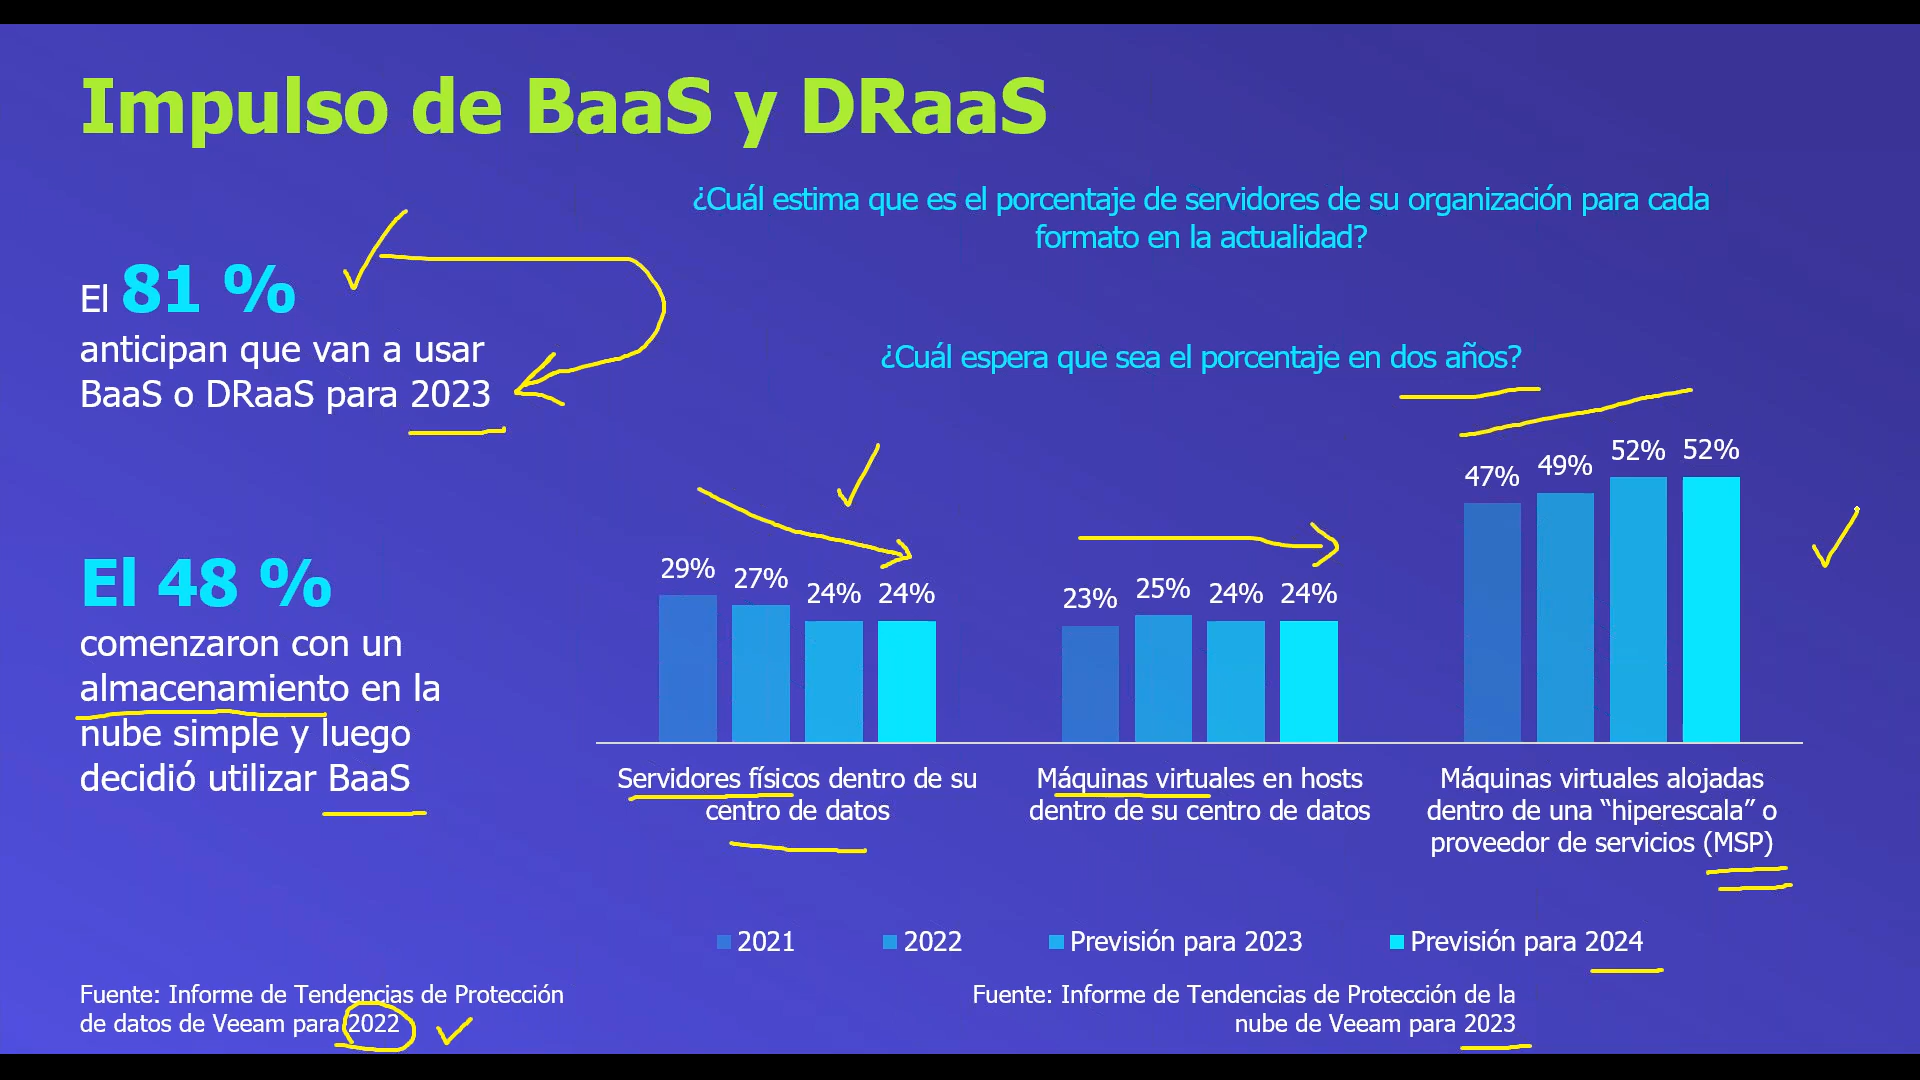 Impulso de BaaS y DRaaS
¿Cuál estima que es el porcentaje de servidores de su organización para cada
formato en la actualidad?
El 81 %
anticipan que van a usar
BaaS o DRaaS para 2023
¿Cuál espera que sea el porcentaje en dos años?
El 48 %
comenzaron con un
almacenamiento en la
nube simple y luego
decidió utilizar BaaS
29% 27% 24% 24%
23% 25% 24% 24%
47% 49% 52% 52%
Servidores físicos dentro de su
centro de datos
Máquinas virtuales en hosts
dentro de su centro de datos
Máquinas virtuales alojadas
dentro de una “hiperescala” o
proveedor de servicios (MSP)
2021 2022 Previsión para 2023 Previsión para 2024
Fuente: Informe de Tendencias de Protección
de datos de Veeam para 2022
Fuente: Informe de Tendencias de Protección de la
nube de Veeam para 2023